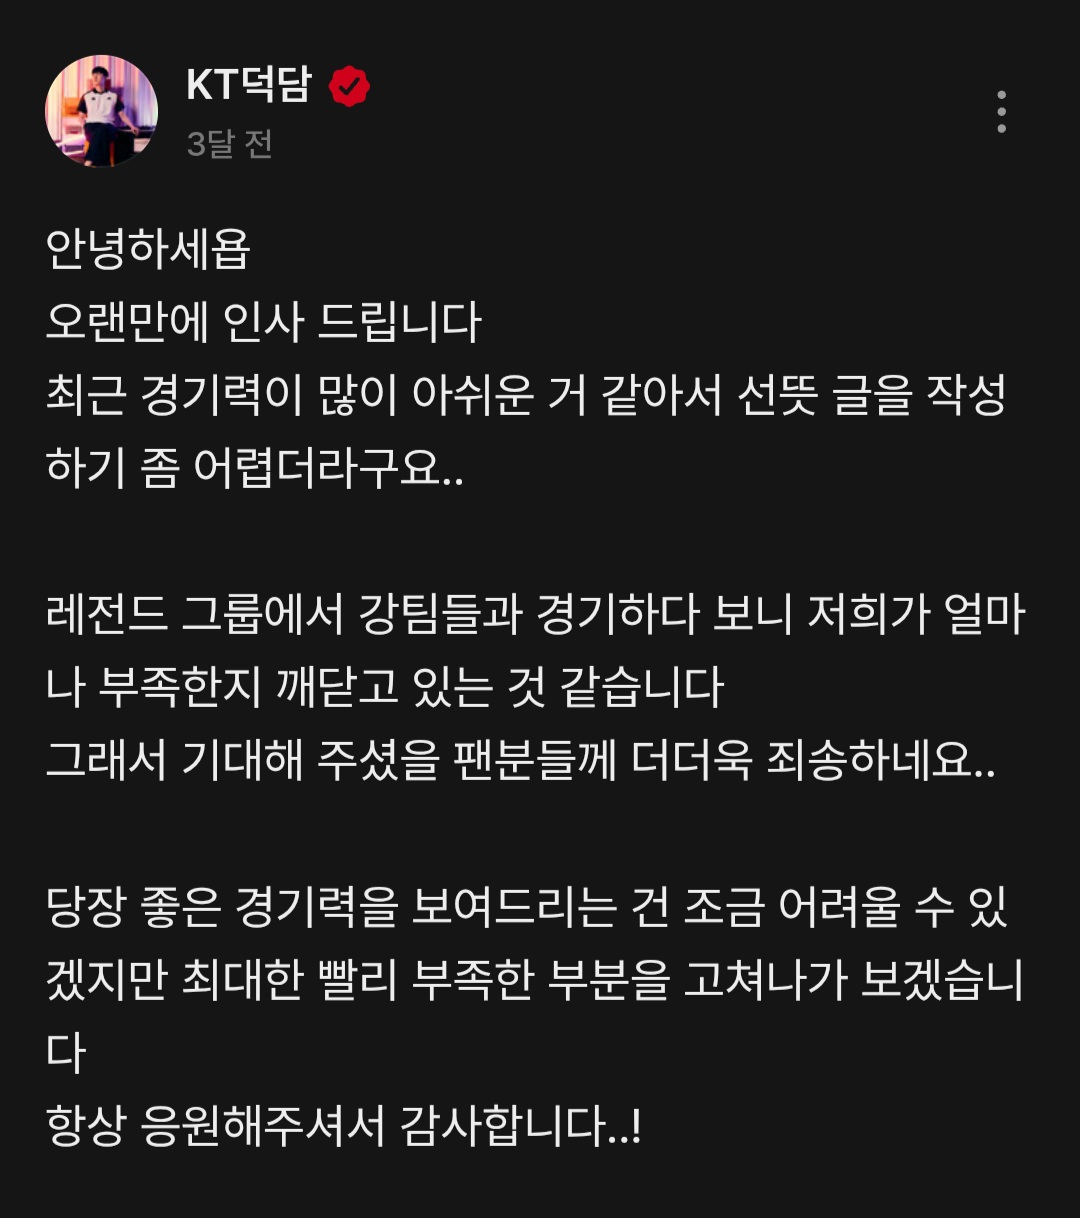 KT덕담
3달 전
안녕하세욥
오랜만에 인사 드립니다
최근 경기력이 많이 아쉬운 거 같아서 선뜻 글을 작성
하기 좀 어렵더라구요..
레전드 그룹에서 강팀들과 경기하다 보니 저희가 얼마
나 부족한지 깨닫고 있는 것 같습니다
그래서 기대해 주셨을 팬분들께 더더욱 죄송하네요..
당장 좋은 경기력을 보여드리는 건 조금 어려울 수 있
겠지만 최대한 빨리 부족한 부분을 고쳐나가 보겠습니
다
항상 응원해주셔서 감사합니다..!